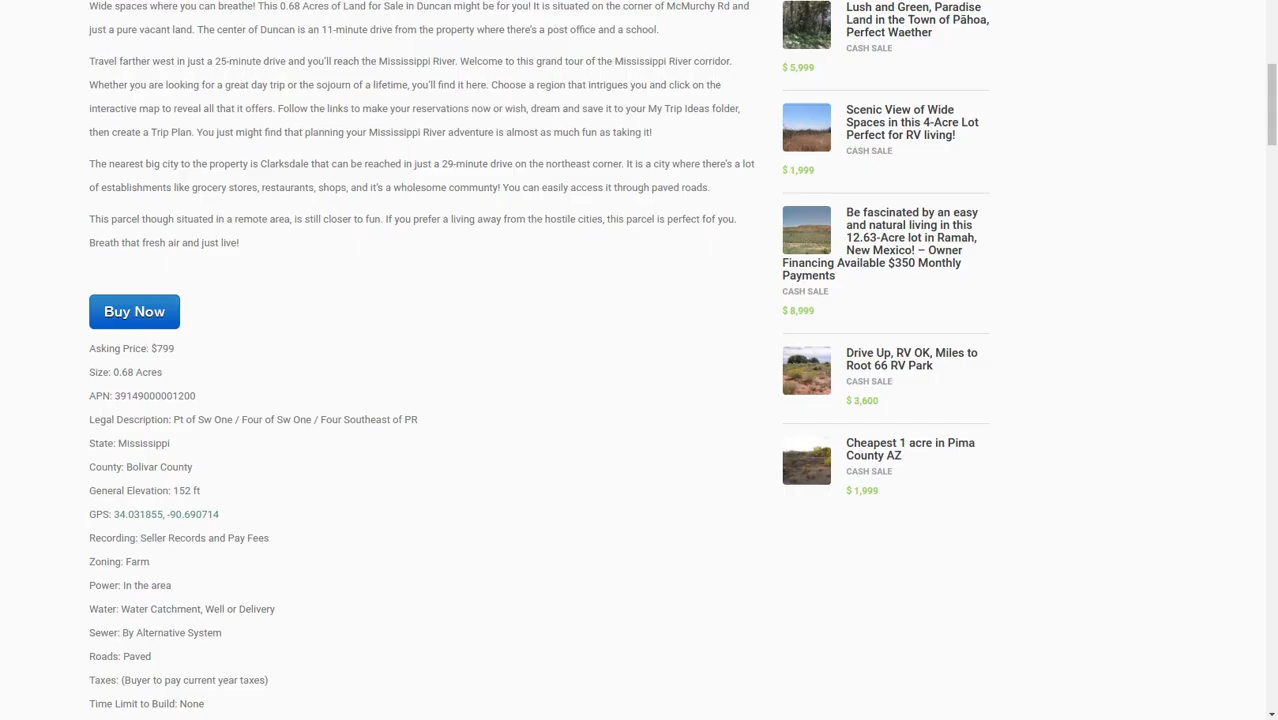 Wide spaces where you can breathe! This 0.68 Acres of Land for Sale in Duncan might be for you! It is situated on the corner of McMurchy Rd and
just a pure vacant land. The center of Duncan is an 11-minute drive from the property where there's a post office and a school.
Travel farther west in just a 25-minute drive and you'll reach the Mississippi River. Welcome to this grand tour of the Mississippi River corridor.
Whether you are looking for a great day trip or the sojourn of a lifetime, you'll find it here. Choose a region that intrigues you and click on the
interactive map to reveal all that it offers. Follow the links to make your reservations now or wish, dream and save it to your My Trip Ideas folder,
then create a Trip Plan. You just might find that planning your Mississippi River adventure is almost as much fun as taking it!
The nearest big city to the property is Clarksdale that can be reached in just a 29-minute drive on the northeast corner. It is a city where there's a lot
of establishments like grocery stores, restaurants, shops, and it's a wholesome communty! You can easily access it through paved roads.
This parcel though situated in a remote area, is still closer to fun. If you prefer a living away from the hostile cities, this parcel is perfect fof you.
Breath that fresh air and just live!
Buy Now
Asking Price: $799
Size: 0.68 Acres
APN: 39149000001200
Legal Description: Pt of Sw One / Four of Sw One / Four Southeast of PR
State: Mississippi
County: Bolivar County
General Elevation: 152 ft
GPS: 34.031855, -90.690714
Recording: Seller Records and Pay Fees
Zoning: Farm
Power: In the area
Water: Water Catchment, Well or Delivery
Sewer: By Alternative System
Roads: Paved
Taxes: (Buyer to pay current year taxes)
Time Limit to Build: None
Lush and Green, Paradise
Land in the Town of Pāhoa,
Perfect Waether
CASH SALE
$ 5,999
Scenic View of Wide
Spaces in this 4-Acre Lot
Perfect for RV living!
CASH SALE
$ 1,999
Be fascinated by an easy
and natural living in this
12.63-Acre lot in Ramah,
New Mexico! – Owner
Financing Available $350 Monthly
Payments
CASH SALE
$ 8,999
Drive Up, RV OK, Miles to
Root 66 RV Park
CASH SALE
$ 3,600
Cheapest 1 acre in Pima
County AZ
CASH SALE
$ 1,999